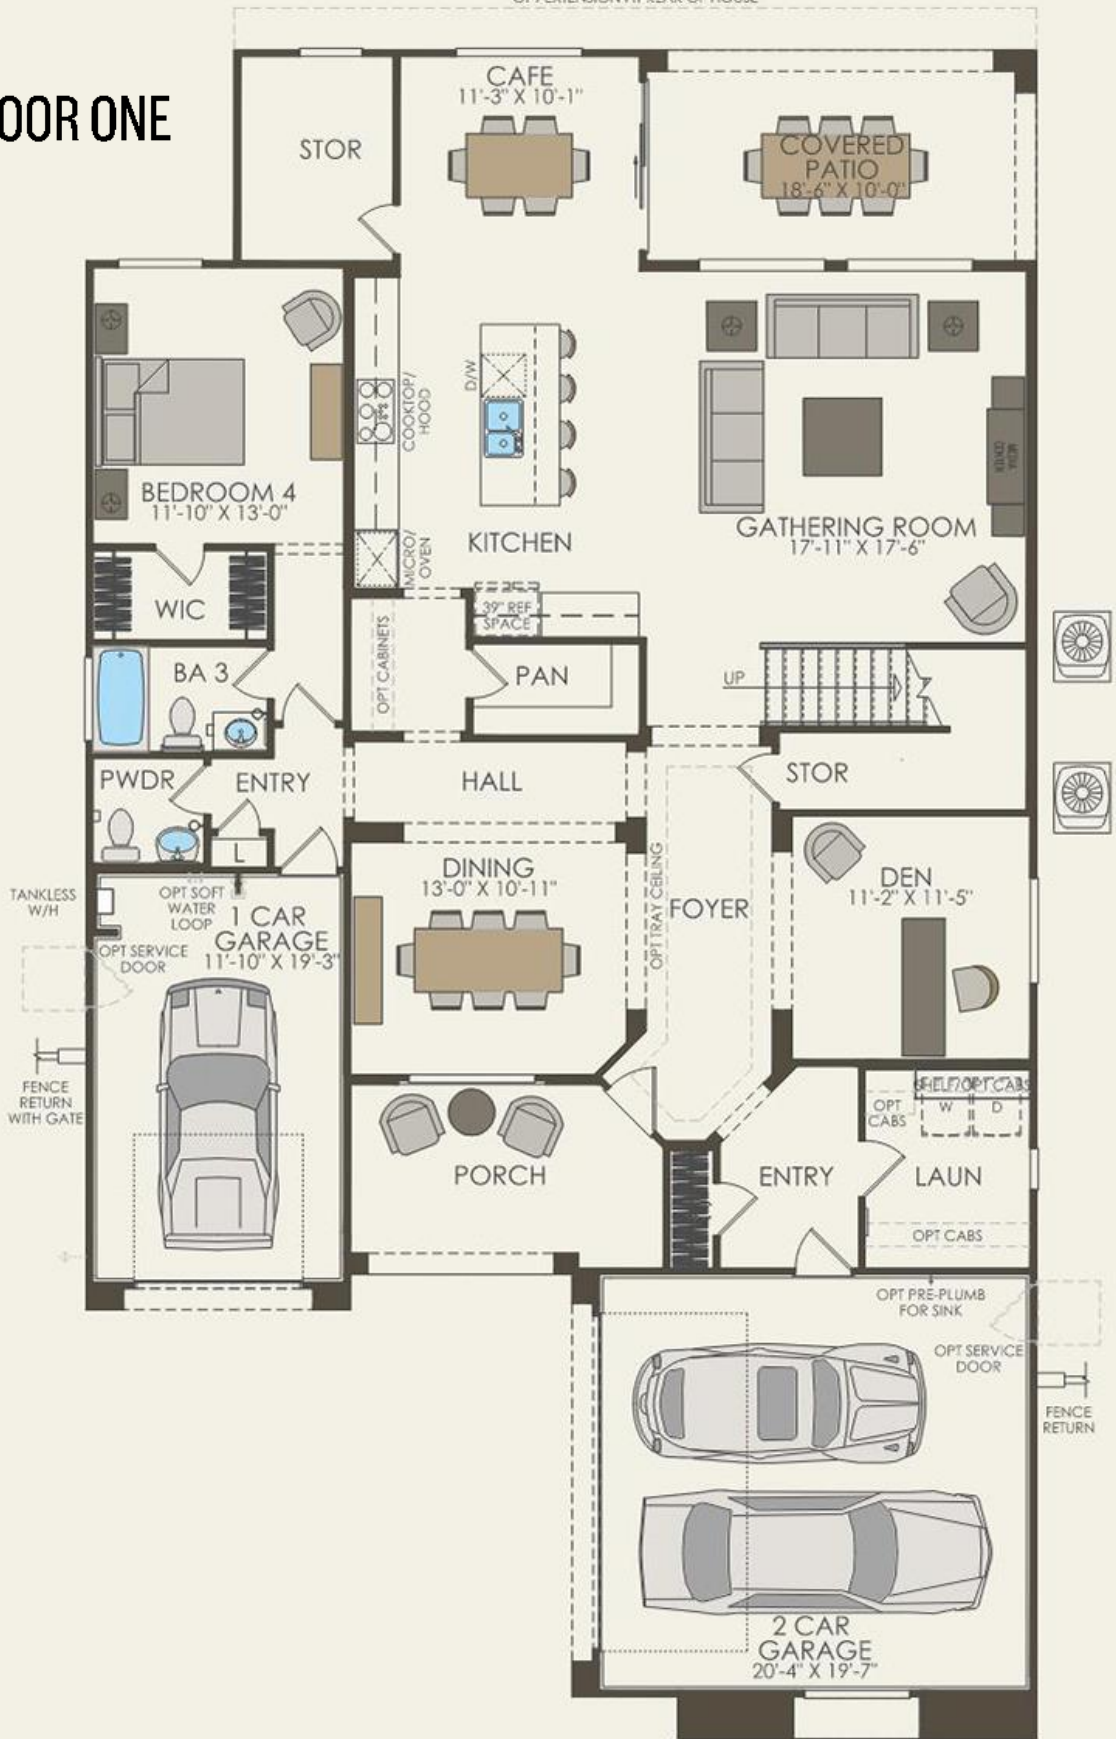 OOR ONE
CAFE
11'-3" X 10'-1"
STOR
COVERED
PATIO
18'-6" X 10'-0"
D/W
COOKTOP/
HOOD
MEDIA
CENTER
BEDROOM 4
11'-10" X 13'-0"
KITCHEN
GATHERING ROOM
17'-11" X 17'-6"
MICRO/
OVEN
WIC
39" REF
SPACE
OPT CABINETS
BA 3
PAN
UP
PWDR
ENTRY
HALL
STOR
L
DINING
13'-0" X 10'-11"
OPT TRAY CEILING
FOYER
DEN
11'-2" X 11'-5"
TANKLESS
W/H
OPT SOFT
WATER
LOOP
1 CAR
GARAGE
11'-10" X 19'-3"
OPT SERVICE
DOOR
FENCE
RETURN
WITH GATE
SHELF/OPT CABS
OPT
CABS
W
D
PORCH
ENTRY
LAUN
OPT CABS
OPT PRE-PLUMB
FOR SINK
OPT SERVICE
DOOR
FENCE
RETURN
2 CAR
GARAGE
20'-4" X 19'-7"